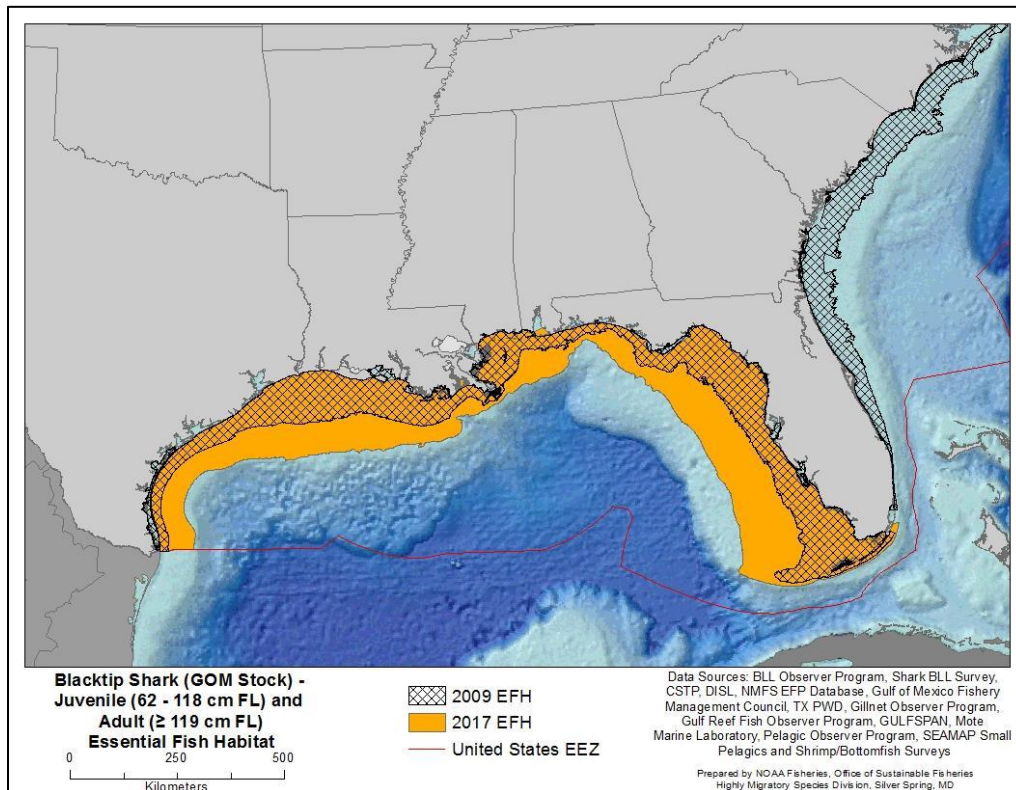 Blacktip Shark (GOM Stock) -
Juvenile (62 - 118 cm FL) and
Adult (≥ 119 cm FL)
Essential Fish Habitat
0 250 500
Kilometers
2009 EFH
2017 EFH
United States EEZ
Data Sources: BLL Observer Program, Shark BLL Survey,
CSTP, DISL, NMFS EFP Database, Gulf of Mexico Fishery
Management Council, TX PWD, Gillnet Observer Program,
Gulf Reef Fish Observer Program, GULFSPAN, Mote
Marine Laboratory, Pelagic Observer Program, SEAMAP Small
Pelagics and Shrimp/Bottomfish Surveys
Prepared by NOAA Fisheries, Office of Sustainable Fisheries
Highly Migratory Species Division, Silver Spring, MD